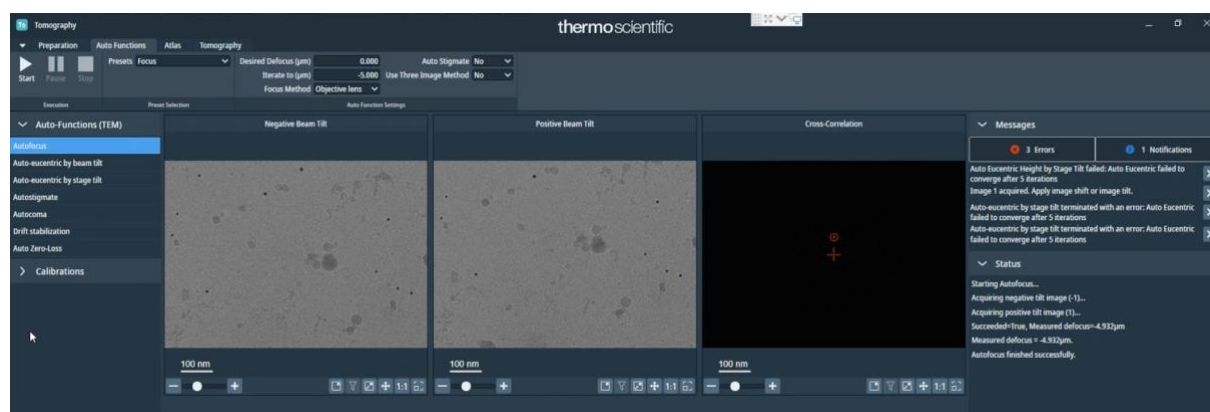 To Tomography
thermoscientific
Preparation Auto Functions Atlas Tomography
Start Pause Stop
Execution
Presets Focus
Preset Selection
Desired Defocus (µm) 0.000
Iterate to (µm) -5.000
Focus Method Objective lens
Auto Stigmate No
Use Three Image Method No
Auto Function Settings
Auto-Functions (TEM)
Autofocus
Auto-eucentric by beam tilt
Auto-eucentric by stage tilt
Autostigmate
Autocoma
Drift stabilization
Auto Zero-Loss
Calibrations
Negative Beam Tilt
100 nm
1:1
Positive Beam Tilt
100 nm
1:1
Cross-Correlation
100 nm
1:1
Messages
3 Errors
1 Notifications
Auto Eucentric Height by Stage Tilt failed: Auto Eucentric failed to
converge after 5 iterations
Image 1 acquired. Apply image shift or image tilt.
Auto-eucentric by stage tilt terminated with an error: Auto Eucentric
failed to converge after 5 iterations
Auto-eucentric by stage tilt terminated with an error: Auto Eucentric
failed to converge after 5 iterations
Status
Starting Autofocus...
Acquiring negative tilt image (-1)...
Acquiring positive tilt image (1)...
Succeeded=True, Measured defocus=-4.932µm
Measured defocus = -4.932µm.
Autofocus finished successfully.